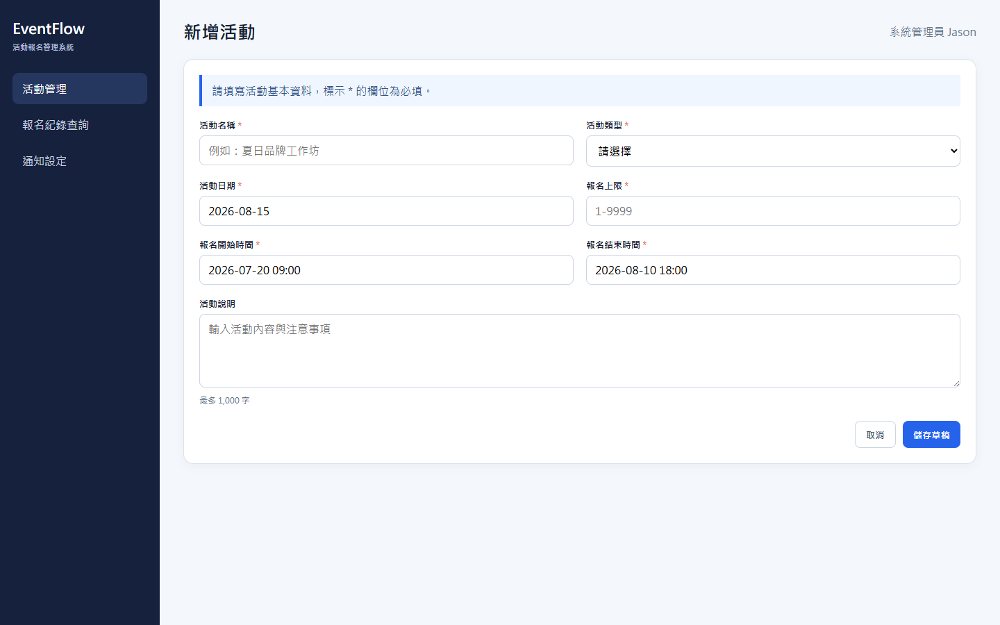 EventFlow
活動報名管理系統
活動管理
報名紀錄查詢
通知設定
新增活動
系統管理員 Jason
請填寫活動基本資料，標示 * 的欄位為必填。
活動名稱 *
例如：夏日品牌工作坊
活動類型 *
請選擇
活動日期 *
2026-08-15
報名上限 *
1-9999
報名開始時間 *
2026-07-20 09:00
報名結束時間 *
2026-08-10 18:00
活動說明
輸入活動內容與注意事項
最多 1,000 字
取消
儲存草稿